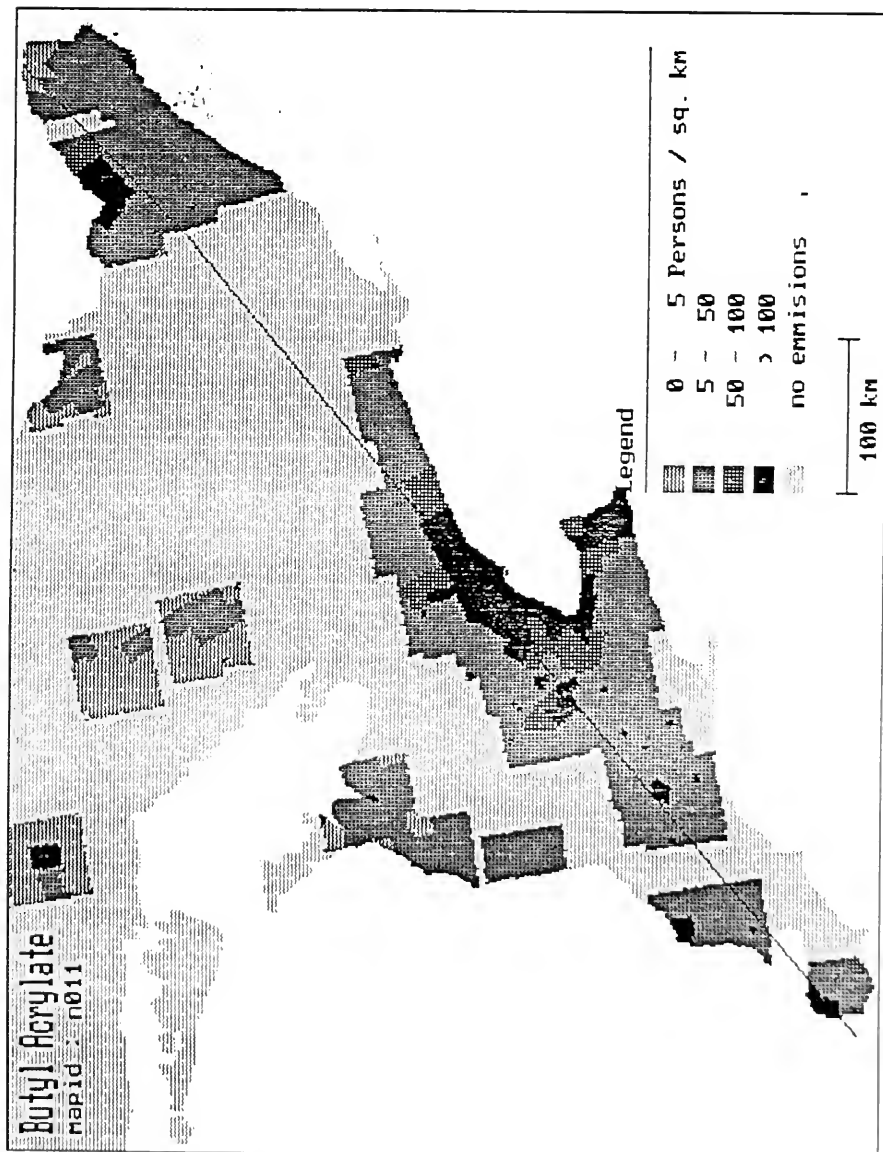 Butyl Acrylate
Mapid : n011
Legend
0 - 5 Persons / sq. km
5 - 50
50 - 100
> 100
no emmisions
100 km